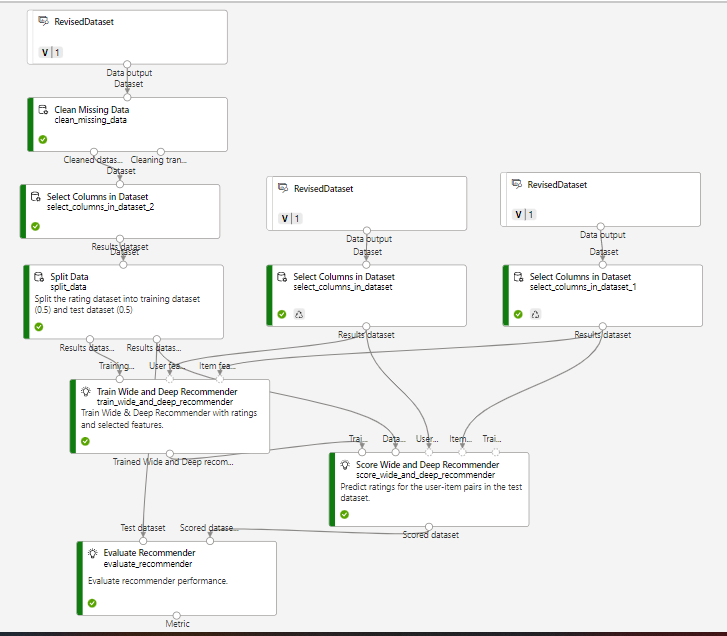 RevisedDataset
V | 1
Data output
Dataset
Clean Missing Data
clean_missing_data
Cleaned datas... Cleaning tran...
Dataset
Select Columns in Dataset
select_columns_in_dataset_2
Results dataset
Dataset
Split Data
split_data
Split the rating dataset into training dataset
(0.5) and test dataset (0.5)
Results datas... Results datas...
RevisedDataset
V | 1
Data output
Dataset
Select Columns in Dataset
select_columns_in_dataset
Results dataset
RevisedDataset
V | 1
Data output
Dataset
Select Columns in Dataset
select_columns_in_dataset_1
Results dataset
Training... User fea... Item fea...
Train Wide and Deep Recommender
train_wide_and_deep_recommender
Train Wide & Deep Recommender with ratings
and selected features.
Trained Wide and Deep recom...
Trai... Data... User... Item... Trai...
Score Wide and Deep Recommender
score_wide_and_deep_recommender
Predict ratings for the user-item pairs in the test
dataset.
Scored dataset
Test dataset Scored datase...
Evaluate Recommender
evaluate_recommender
Evaluate recommender performance.
Metric